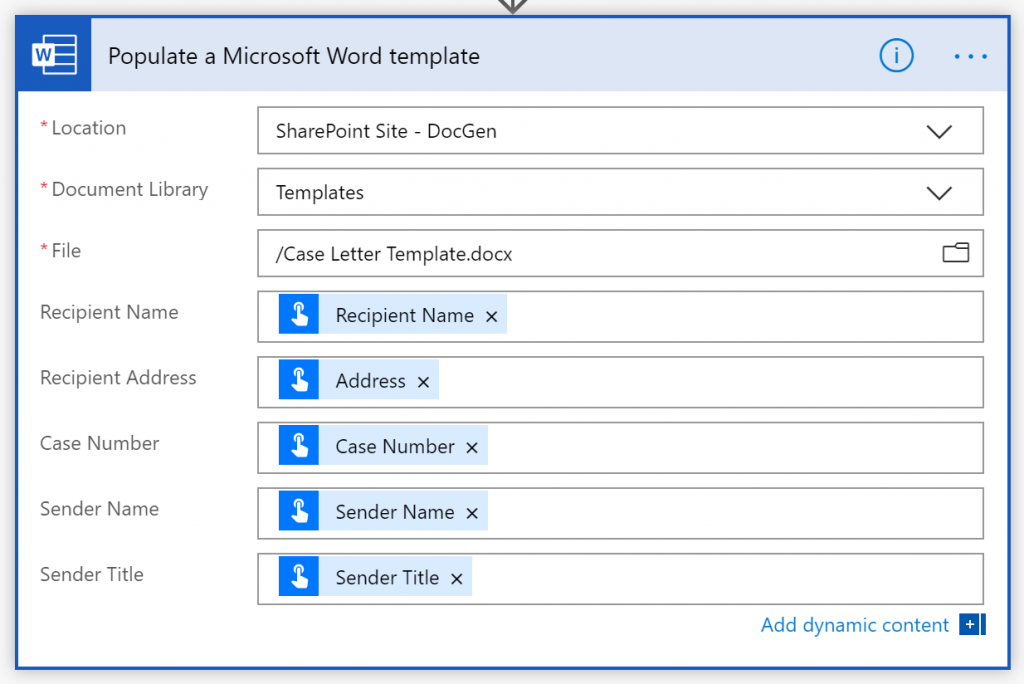 W Populate a Microsoft Word template i ...
* Location SharePoint Site - DocGen
* Document Library Templates
* File /Case Letter Template.docx
Recipient Name Recipient Name ×
Recipient Address Address ×
Case Number Case Number ×
Sender Name Sender Name ×
Sender Title Sender Title ×
Add dynamic content +